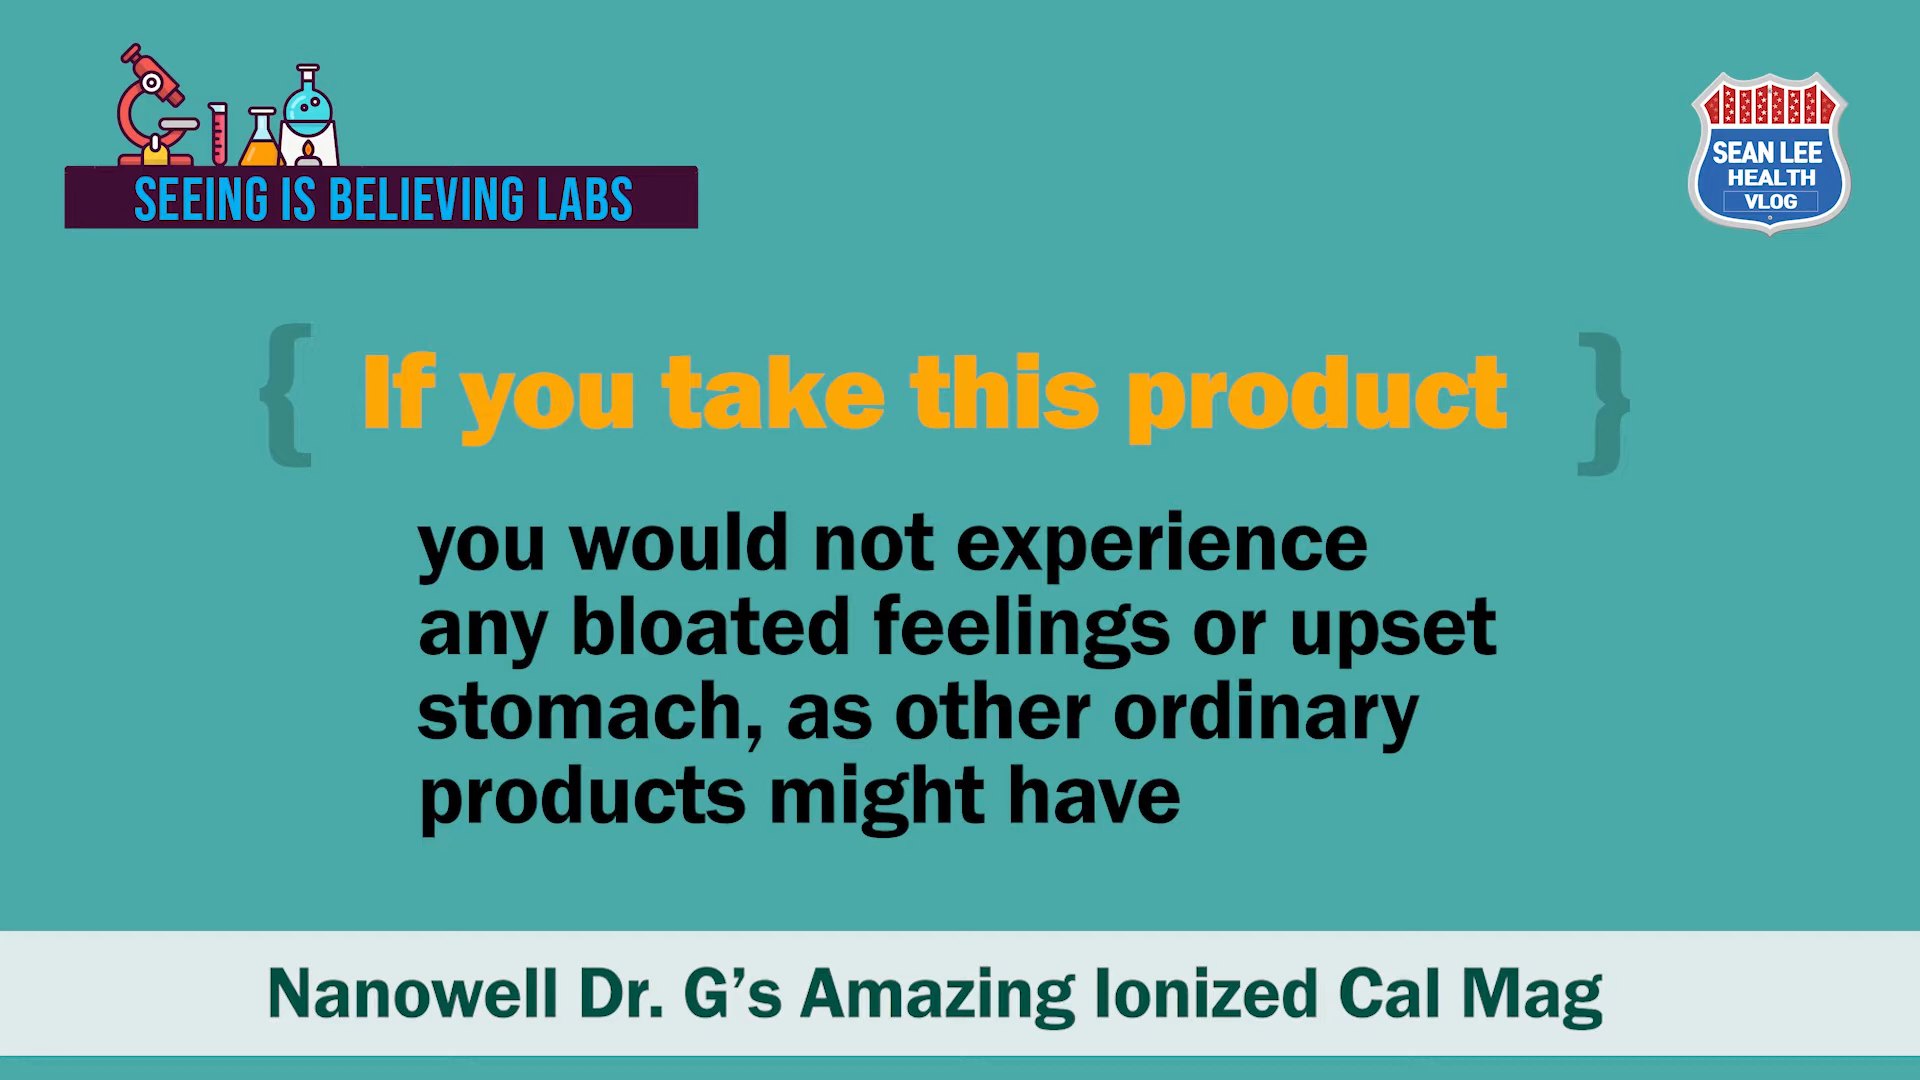 SEEING IS BELIEVING LABS
SEAN LEE
HEALTH
VLOG
If you take this product
you would not experience
any bloated feelings or upset
stomach, as other ordinary
products might have
Nanowell Dr. G’s Amazing Ionized Cal Mag